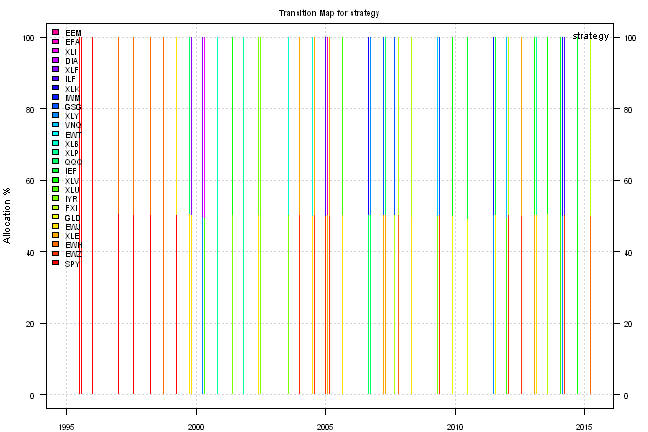 Transition Map for strategy
strategy
EEM
EFA
XLI
DIA
XLF
ILF
XLK
IWM
GSG
XLY
VNQ
EWT
XLB
XLP
QQQ
IEF
XLV
XLU
IYR
FXI
GLD
EWJ
XLE
EWH
EWZ
SPY
Allocation %
100
80
60
40
20
0
100
80
60
40
20
0
1995
2000
2005
2010
2015